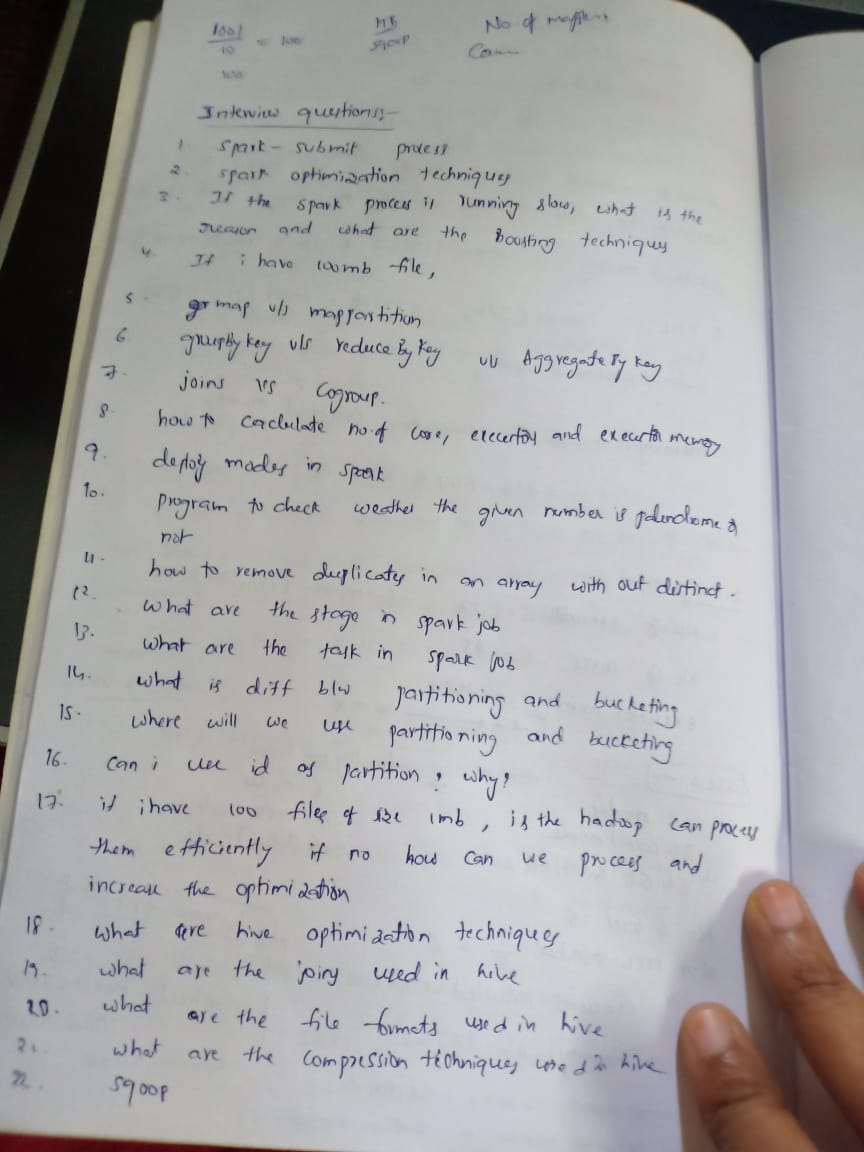 1001/10 = 100
100
MB
sqoop
No of
Interview questions:-
1 Spark - submit process
2. spark optimization techniques
3. If the spark process is running slow, what is the
reason and what are the Bousting techniques
4. If i have 100mb file,
5. map v/s mappartition
6. groupby key v/s reduce By key v/s Aggregate By key
7. joins v/s Cogroup.
8. how to caclulate no.of core, executory and executor memory
9. deploy modes in spark
10. program to check weather the given number is palendrome or
not
11. how to remove duplicates in an array with out distinct.
12. what are the stage in spark job
13. what are the task in spark job
14. what is diff b/w partitioning and bucketing
15. where will we use partitioning and bucketing
16. can i use id as partition ? why?
17. if i have 100 files of size 1mb, is the hadoop can process
them efficiently if no how can we process and
increase the optimization
18. what are hive optimization techniques
19. what are the joins used in hive
20. what are the file formats used in hive
21. what are the compression techniques used in hive
22. sqoop